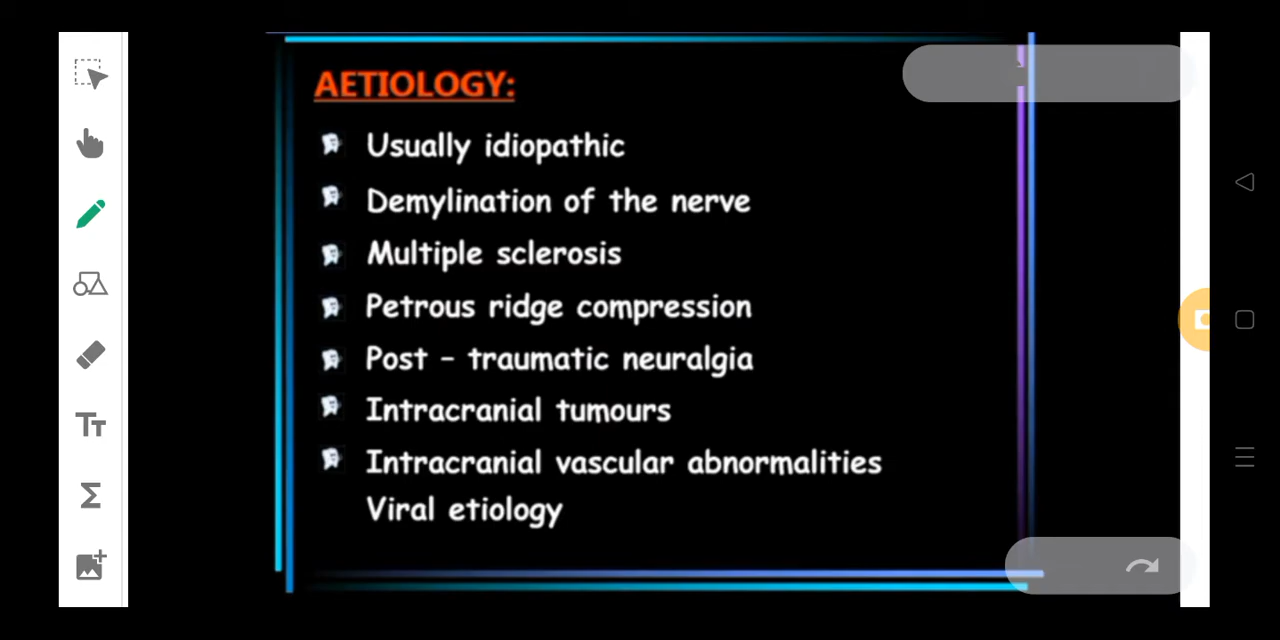 AETIOLOGY:
Usually idiopathic
Demylination of the nerve
Multiple sclerosis
Petrous ridge compression
Post - traumatic neuralgia
Intracranial tumours
Intracranial vascular abnormalities
Viral etiology